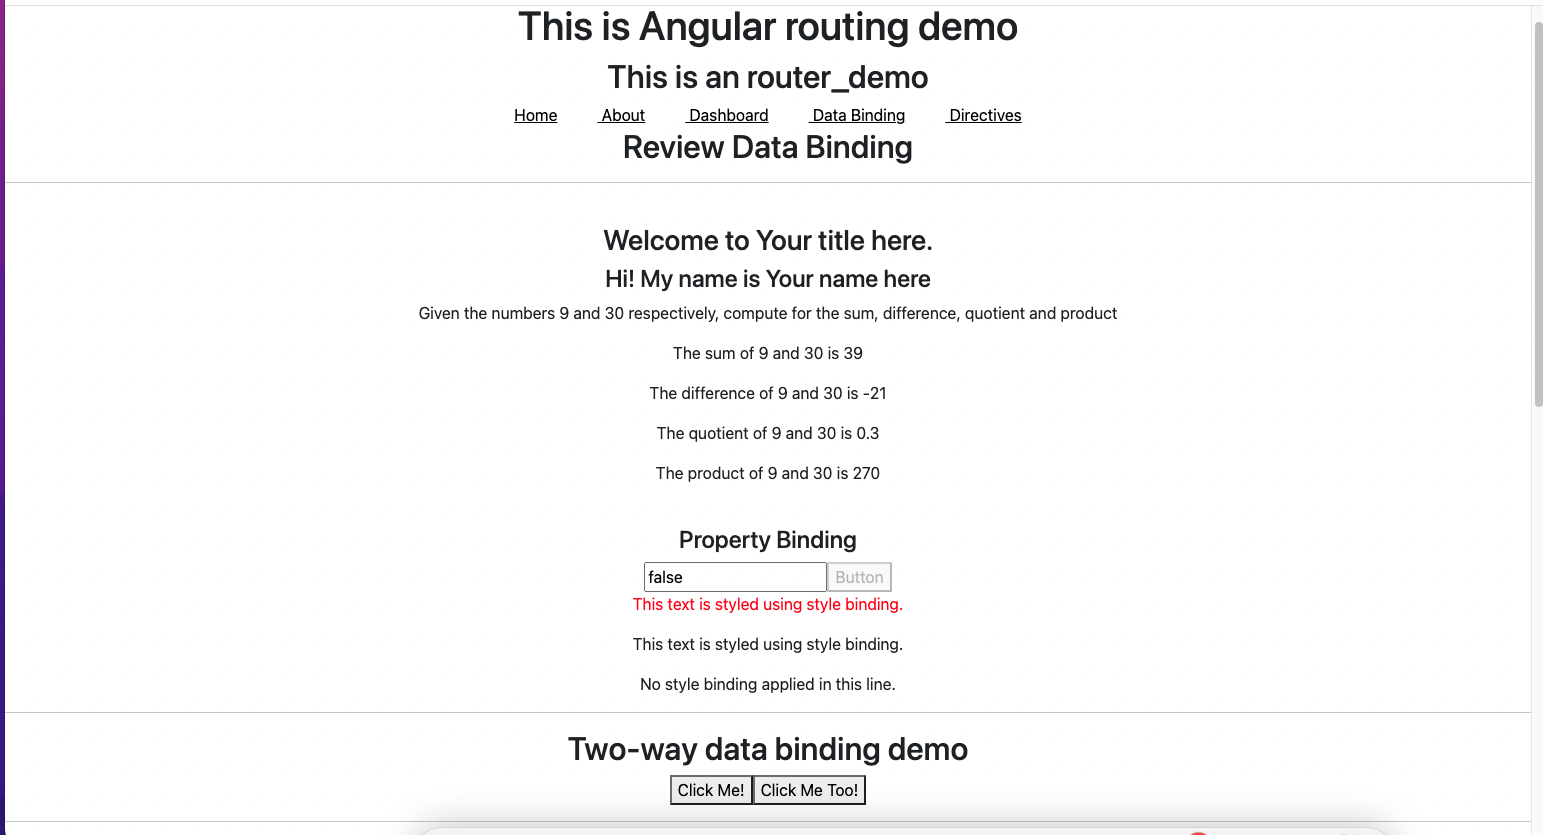 This is Angular routing demo
This is an router_demo
Home About Dashboard Data Binding Directives
Review Data Binding
Welcome to Your title here.
Hi! My name is Your name here
Given the numbers 9 and 30 respectively, compute for the sum, difference, quotient and product
The sum of 9 and 30 is 39
The difference of 9 and 30 is -21
The quotient of 9 and 30 is 0.3
The product of 9 and 30 is 270
Property Binding
false Button
This text is styled using style binding.
This text is styled using style binding.
No style binding applied in this line.
Two-way data binding demo
Click Me! Click Me Too!